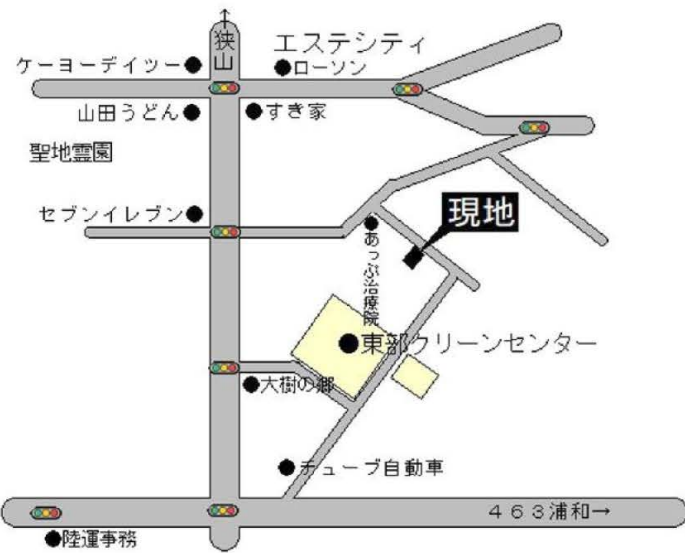 ↑
狭山
エステシティ
ケーヨーデイツー●
●ローソン
山田うどん●
●すき家
聖地霊園
セブンイレブン●
現地
●あっぷ治療院
●東部クリーンセンター
●大樹の郷
●チューブ自動車
463浦和→
●陸運事務